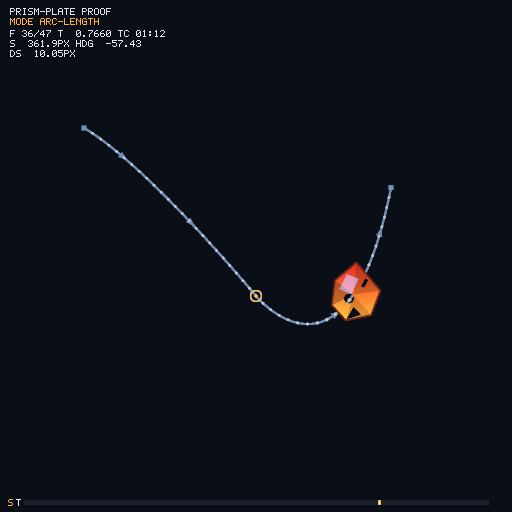 PRISM-PLATE PROOF
MODE ARC-LENGTH
F 36/47 T  0.7660 TC 01:12
S  361.9PX HDG  -57.43
DS  10.05PX
ST